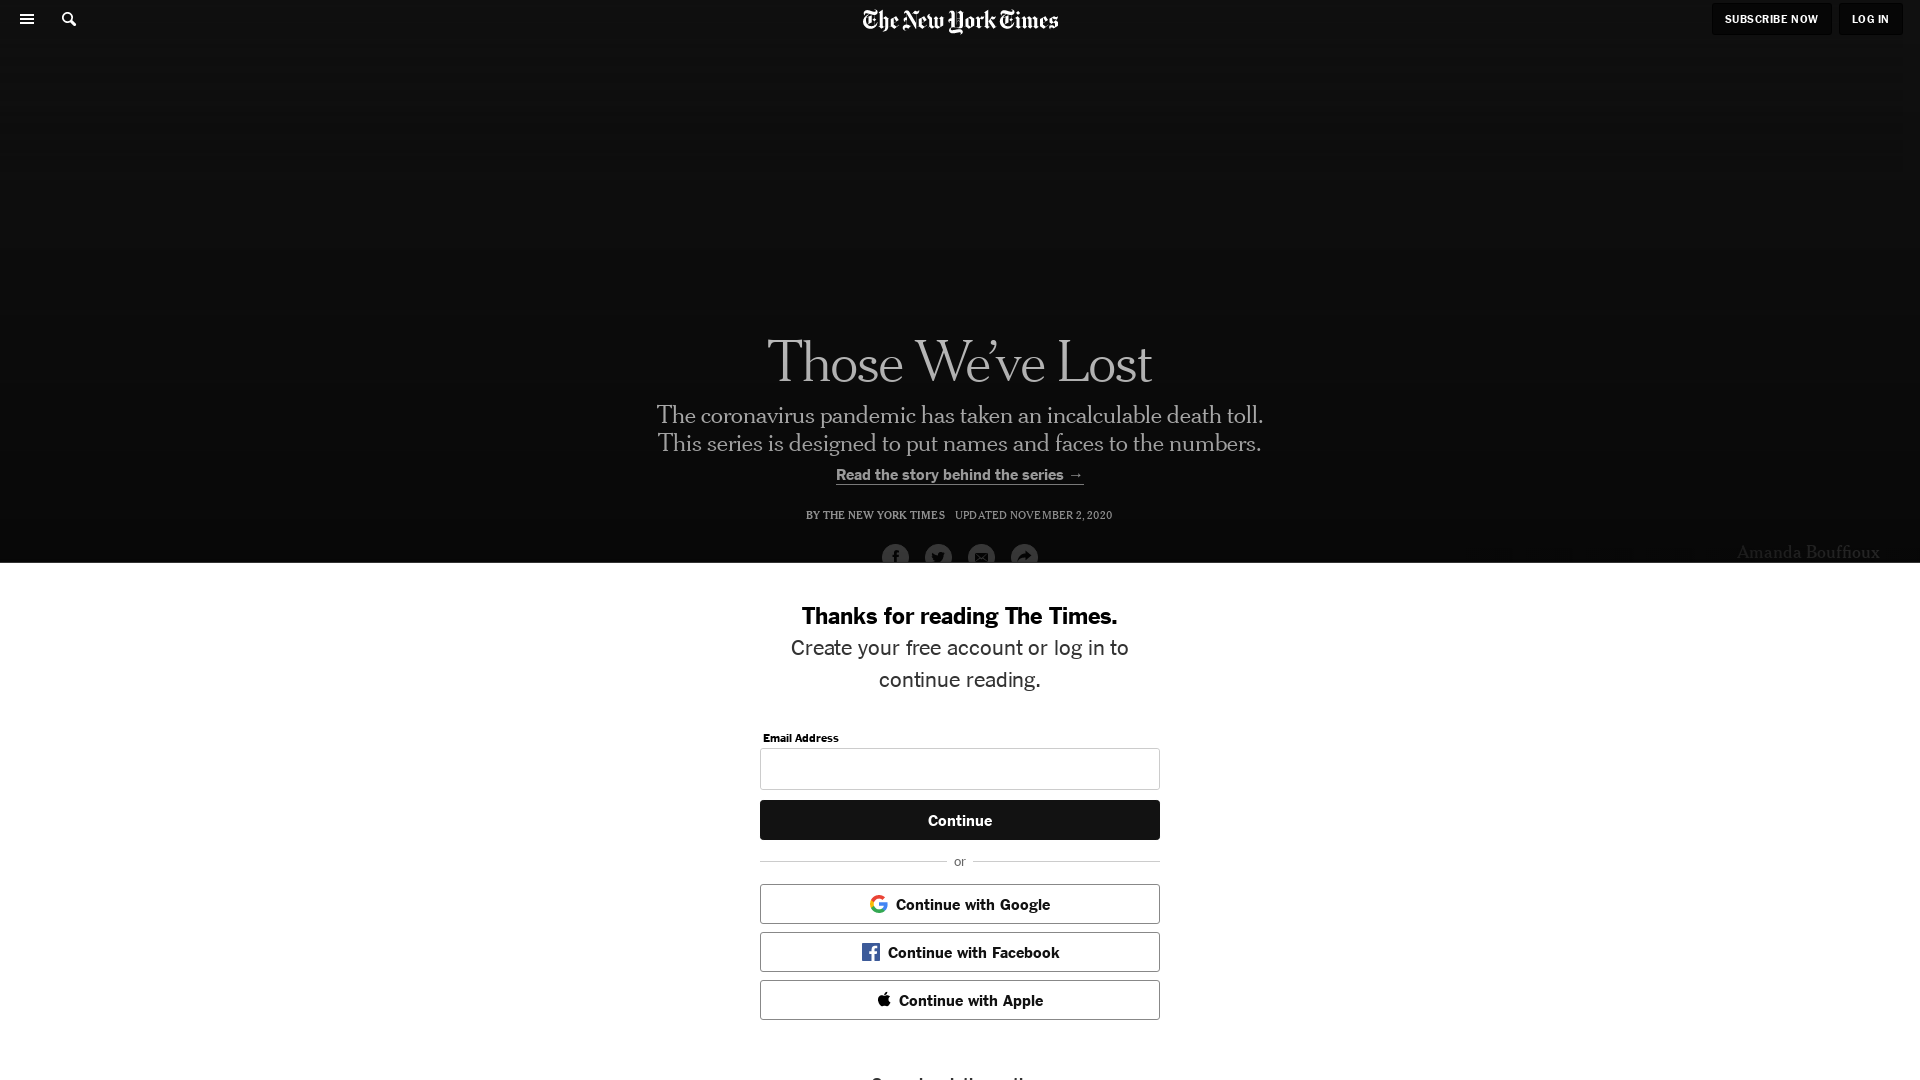 The New York Times
SUBSCRIBE NOW
LOG IN
Those We've Lost
The coronavirus pandemic has taken an incalculable death toll.
This series is designed to put names and faces to the numbers.
Read the story behind the series →
BY THE NEW YORK TIMES UPDATED NOVEMBER 2, 2020
Amanda Bouffioux
Thanks for reading The Times.
Create your free account or log in to
continue reading.
Email Address
Continue
or
Continue with Google
Continue with Facebook
Continue with Apple